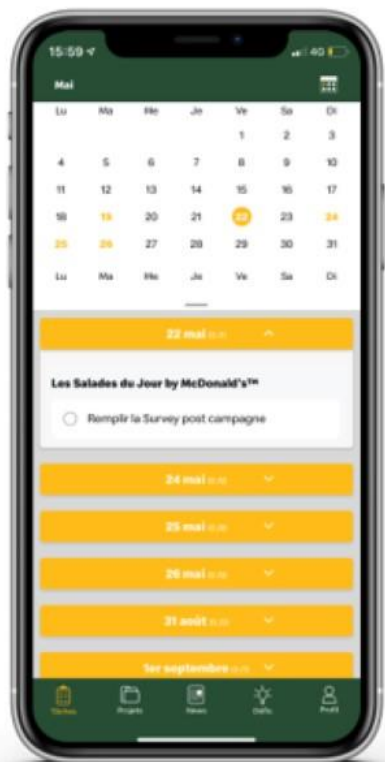 15:59 4G
Mai
Lu Ma Me Je Ve Sa Di
1 2 3
4 5 6 7 8 9 10
11 12 13 14 15 16 17
18 19 20 21 22 23 24
25 26 27 28 29 30 31
Lu Ma Me Je Ve Sa Di
22 mai
Les Salades du Jour by McDonald's™
Remplir la Survey post campagne
24 mai
25 mai
26 mai
31 août
1er septembre
Tâches Projets News Défis Profil